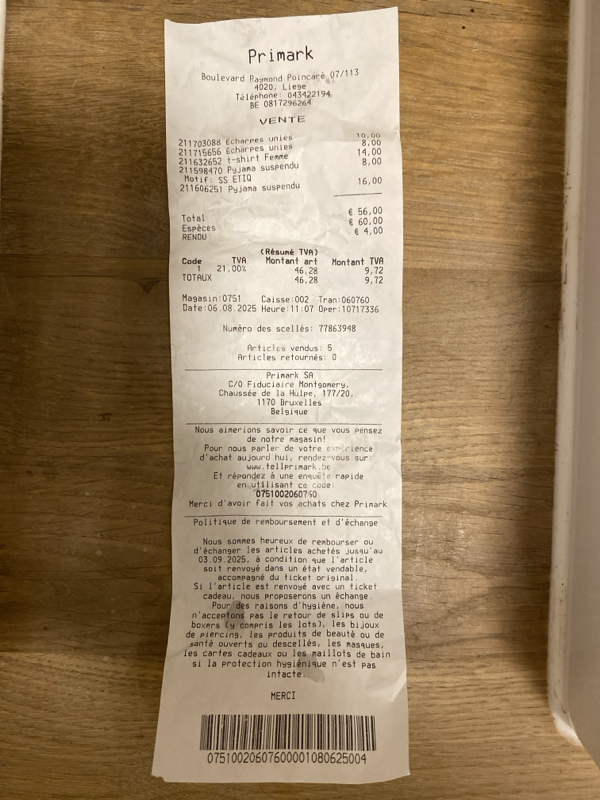 Primark
Boulevard Raymond Poincaré 07/113
4020, Liege
Téléphone: 043422194
BE 0817296264
VENTE
211703088 Écharpes unies 10,00
211715656 Écharpes unies 8,00
211632652 t-shirt Femme 14,00
211598470 Pyjama suspendu 8,00
Motif: SS ETIQ
211606251 Pyjama suspendu 16,00
Total € 56,00
Espèces € 60,00
RENDU € 4,00
(Résumé TVA)
Code TVA Montant art Montant TVA
1 21,00% 46.28 9,72
TOTAUX 46.28 9,72
Magasin:0751 Caisse:002 Tran:060760
Date:06.08.2025 Heure:11:07 Oper:10717336
Numéro des scellés: 77863948
Articles vendus: 5
Articles retournés: 0
Primark SA
C/O Fiduciaire Montgomery,
Chaussée de la Hulpe, 177/20,
1170 Bruxelles
Belgique
Nous aimerions savoir ce que vous pensez
de notre magasin!
Pour nous parler de votre expérience
d'achat aujourd hui, rendez-vous sur:
www.tellprimark.be
Et répondez à une enquête rapide
en utilisant ce code:
0751002060760
Merci d'avoir fait vos achats chez Primark
Politique de remboursement et d'échange
Nous sommes heureux de rembourser ou
d'échanger les articles achetés jusqu'au
03.09.2025, à condition que l'article
soit renvoyé dans un état vendable,
accompagné du ticket original.
Si l'article est renvoyé avec un ticket
cadeau, nous proposerons un échange.
Pour des raisons d'hygiène, nous
n'acceptons pas le retour de slips ou de
boxers (y compris les lots), les bijoux
de piercing, les produits de beauté ou de
santé ouverts ou descellés, les masques,
les cartes cadeaux ou les maillots de bain
si la protection hygiénique n'est pas
intacte.
MERCI
07510020607600001080625004